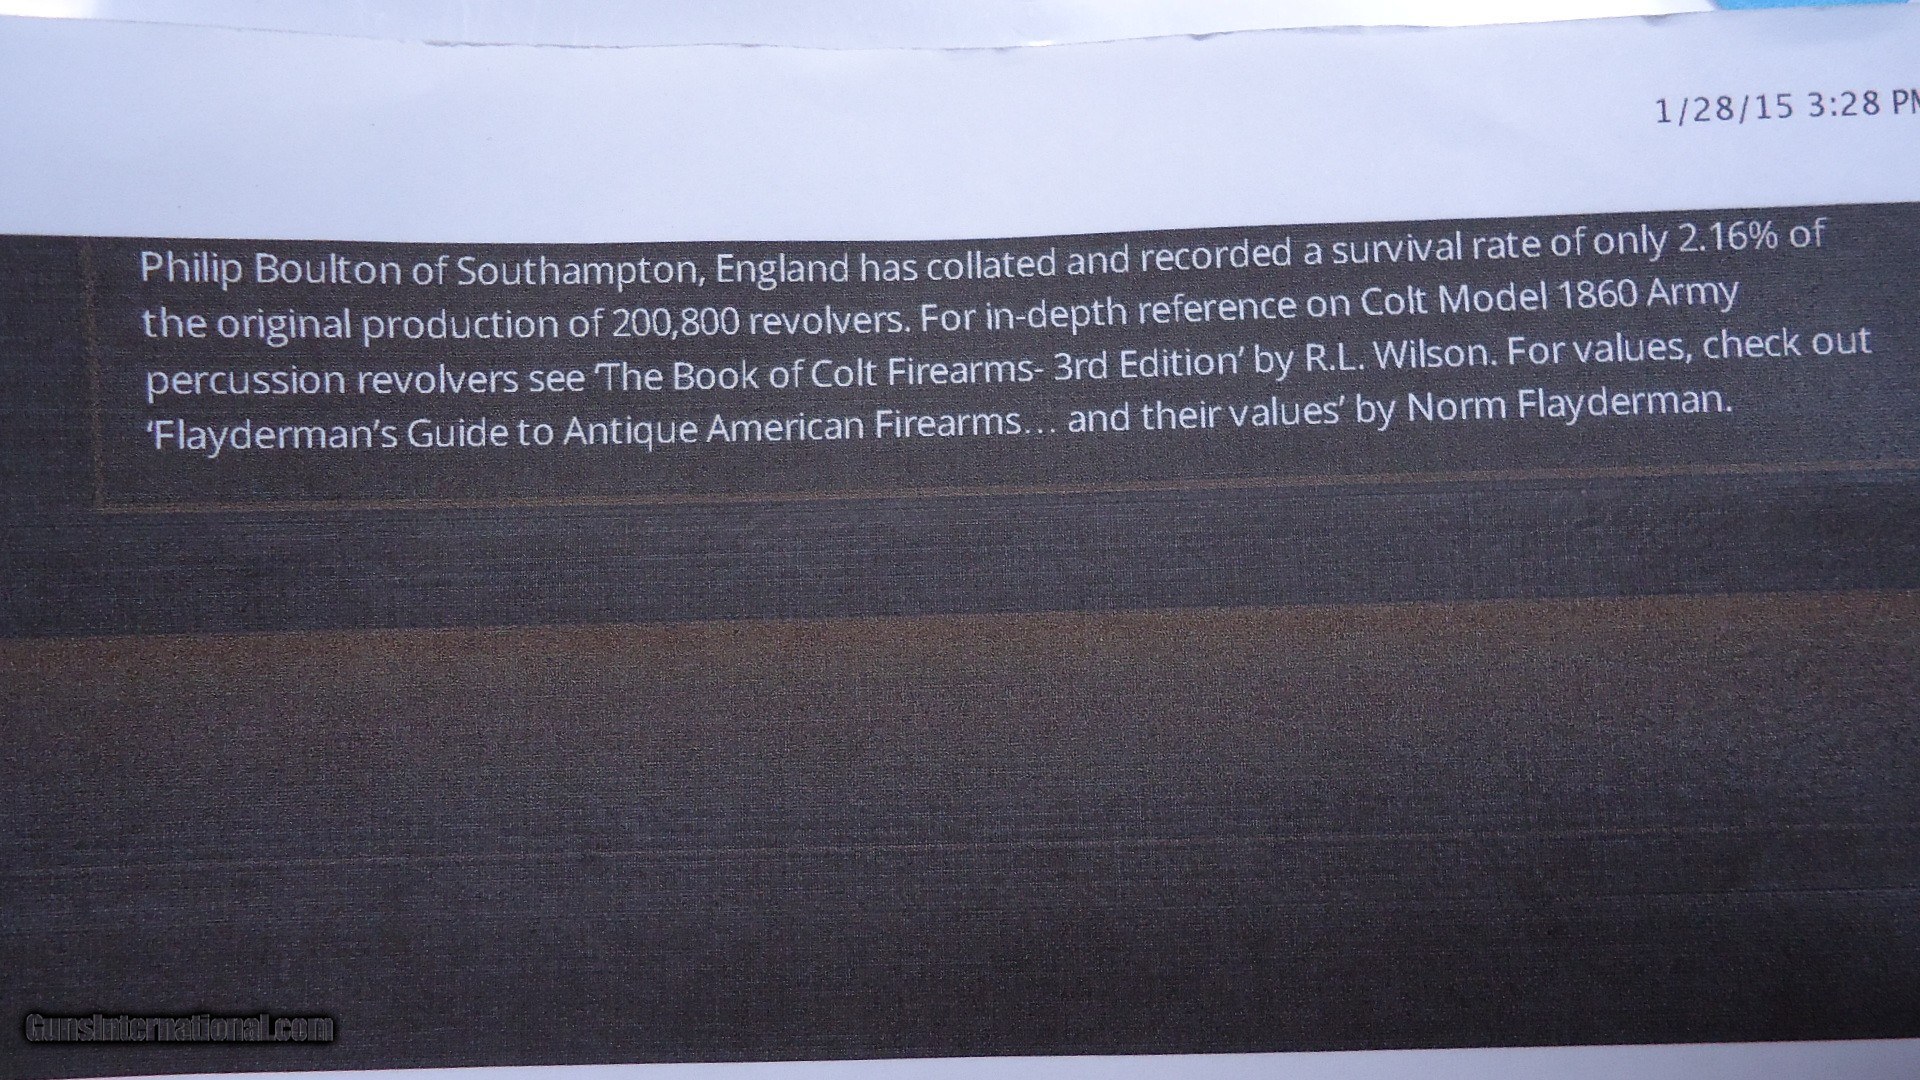 1/28/15 3:28 PM
Philip Boulton of Southampton, England has collated and recorded a survival rate of only 2.16% of
the original production of 200,800 revolvers. For in-depth reference on Colt Model 1860 Army
percussion revolvers see ‘The Book of Colt Firearms- 3rd Edition’ by R.L. Wilson. For values, check out
‘Flayderman’s Guide to Antique American Firearms… and their values’ by Norm Flayderman.
GunsInternational.com